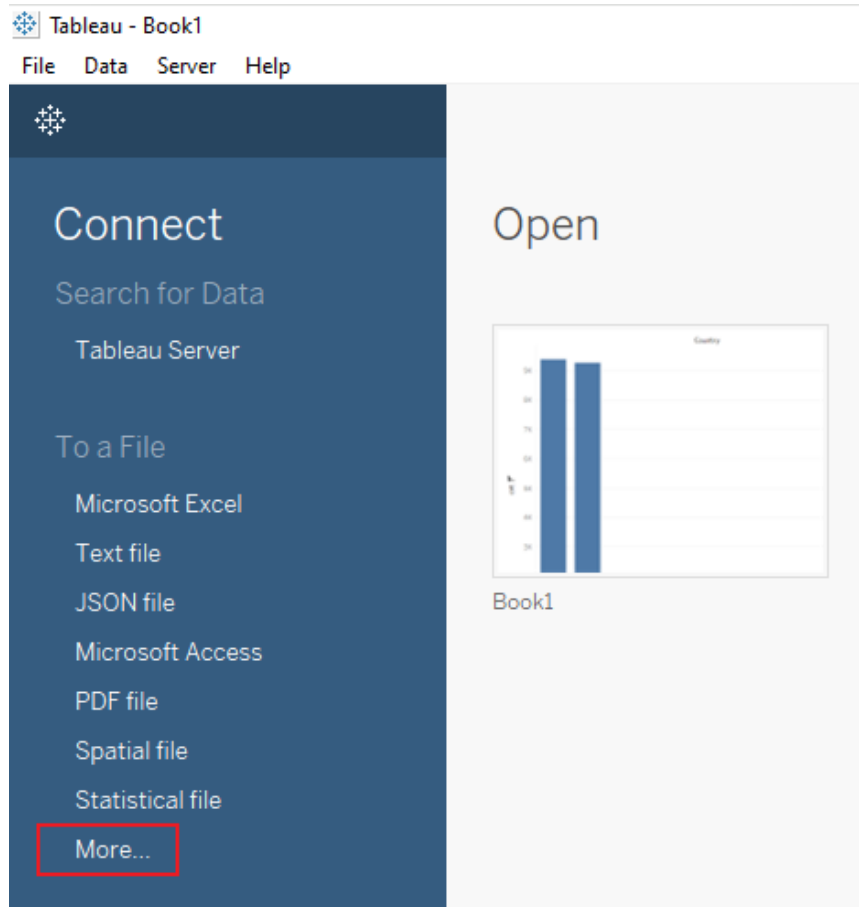 Tableau - Book1
File Data Server Help
Connect
Search for Data
Tableau Server
To a File
Microsoft Excel
Text file
JSON file
Microsoft Access
PDF file
Spatial file
Statistical file
More...
Open
Country
Book1